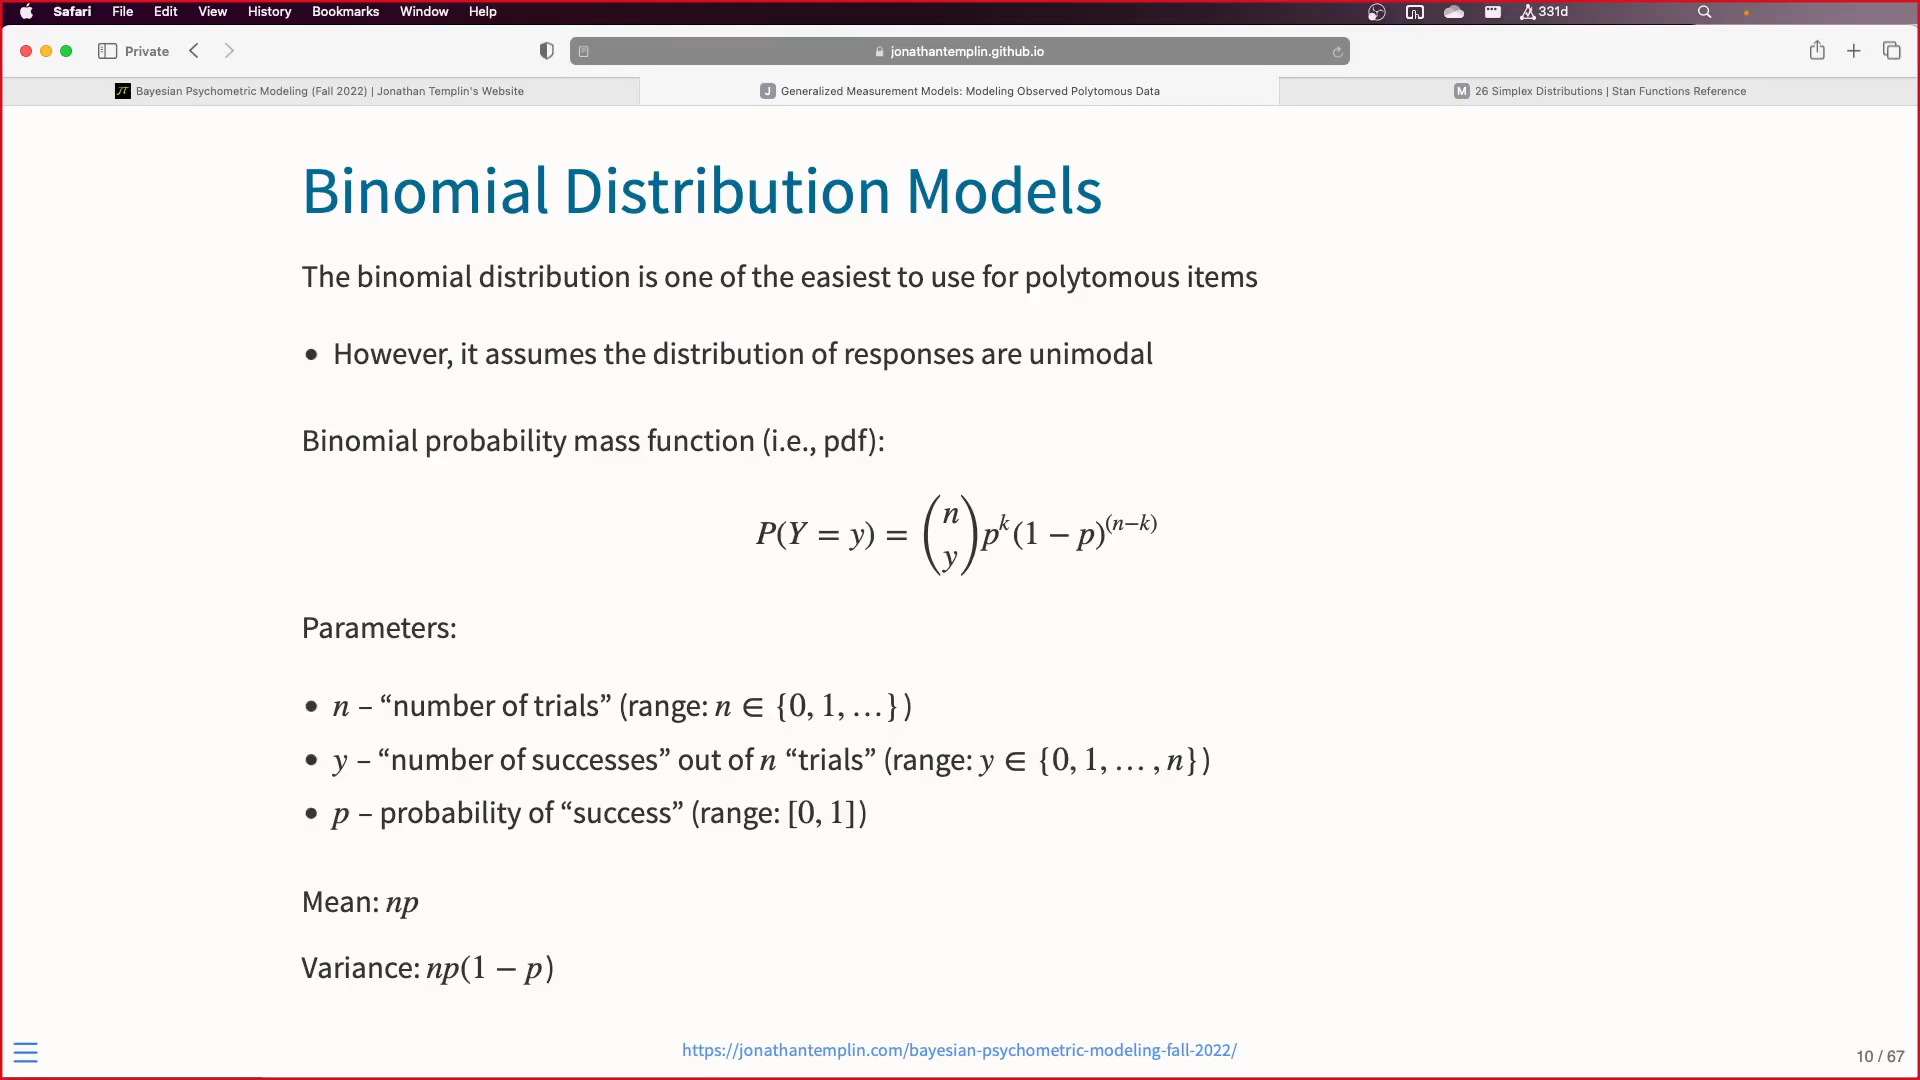 Safari File Edit View History Bookmarks Window Help 331d
Private jonathantemplin.github.io
Bayesian Psychometric Modeling (Fall 2022) | Jonathan Templin's Website
J Generalized Measurement Models: Modeling Observed Polytomous Data
M 26 Simplex Distributions | Stan Functions Reference
Binomial Distribution Models
The binomial distribution is one of the easiest to use for polytomous items
• However, it assumes the distribution of responses are unimodal
Binomial probability mass function (i.e., pdf):
P(Y = y) = (n y) p^k (1 − p)^(n−k)
Parameters:
• n – “number of trials” (range: n ∈ {0, 1, …})
• y – “number of successes” out of n “trials” (range: y ∈ {0, 1, … , n})
• p – probability of “success” (range: [0, 1])
Mean: np
Variance: np(1 − p)
https://jonathantemplin.com/bayesian-psychometric-modeling-fall-2022/
10 / 67